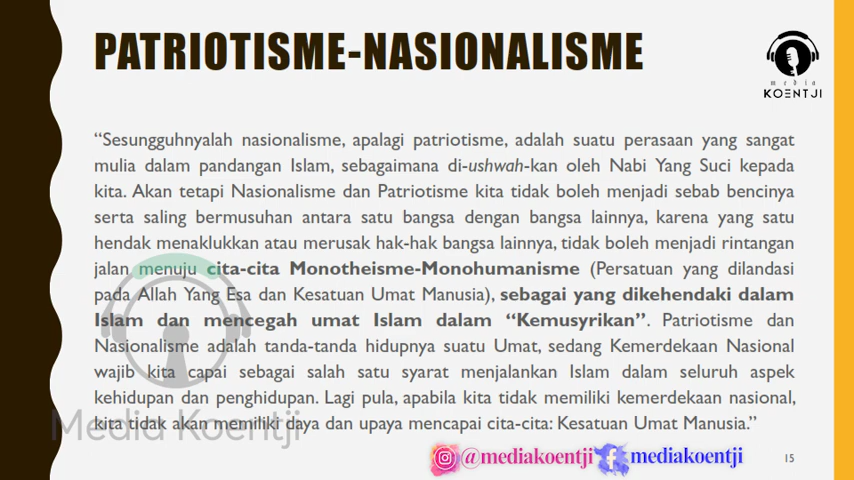 PATRIOTISME-NASIONALISME
media
KOENTJI
“Sesungguhnyalah nasionalisme, apalagi patriotisme, adalah suatu perasaan yang sangat
mulia dalam pandangan Islam, sebagaimana di-ushwah-kan oleh Nabi Yang Suci kepada
kita. Akan tetapi Nasionalisme dan Patriotisme kita tidak boleh menjadi sebab bencinya
serta saling bermusuhan antara satu bangsa dengan bangsa lainnya, karena yang satu
hendak menaklukkan atau merusak hak-hak bangsa lainnya, tidak boleh menjadi rintangan
jalan menuju cita-cita Monotheisme-Monohumanisme (Persatuan yang dilandasi
pada Allah Yang Esa dan Kesatuan Umat Manusia), sebagai yang dikehendaki dalam
Islam dan mencegah umat Islam dalam “Kemusyrikan”. Patriotisme dan
Nasionalisme adalah tanda-tanda hidupnya suatu Umat, sedang Kemerdekaan Nasional
wajib kita capai sebagai salah satu syarat menjalankan Islam dalam seluruh aspek
kehidupan dan penghidupan. Lagi pula, apabila kita tidak memiliki kemerdekaan nasional,
kita tidak akan memiliki daya dan upaya mencapai cita-cita: Kesatuan Umat Manusia.”
Media Koentji
@mediakoentji mediakoentji
15